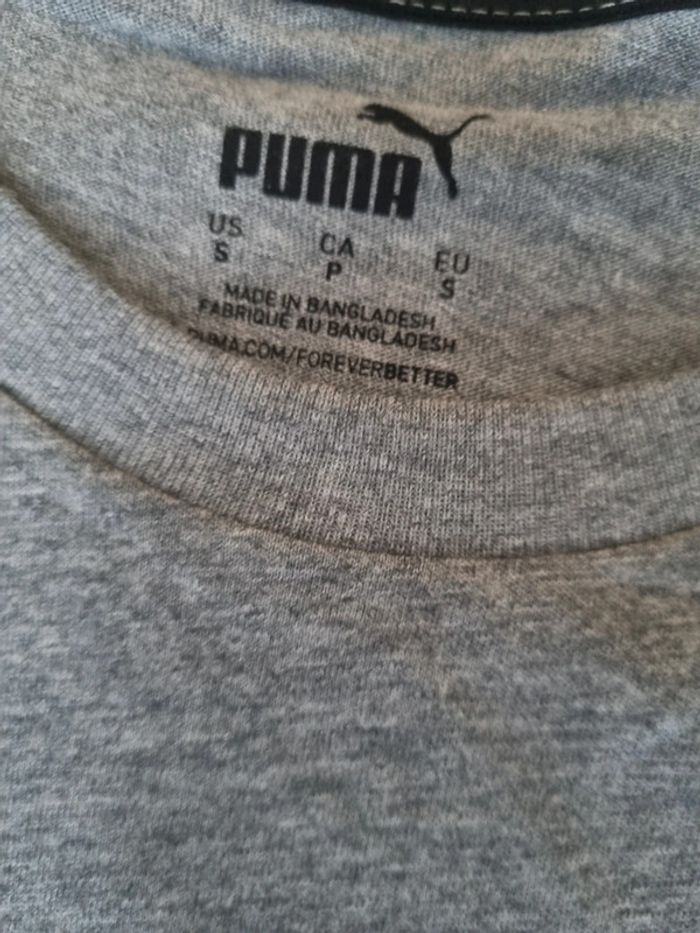 PUMA
US CA EU
S P S
MADE IN BANGLADESH
FABRIQUÉ AU BANGLADESH
PUMA.COM/FOREVERBETTER